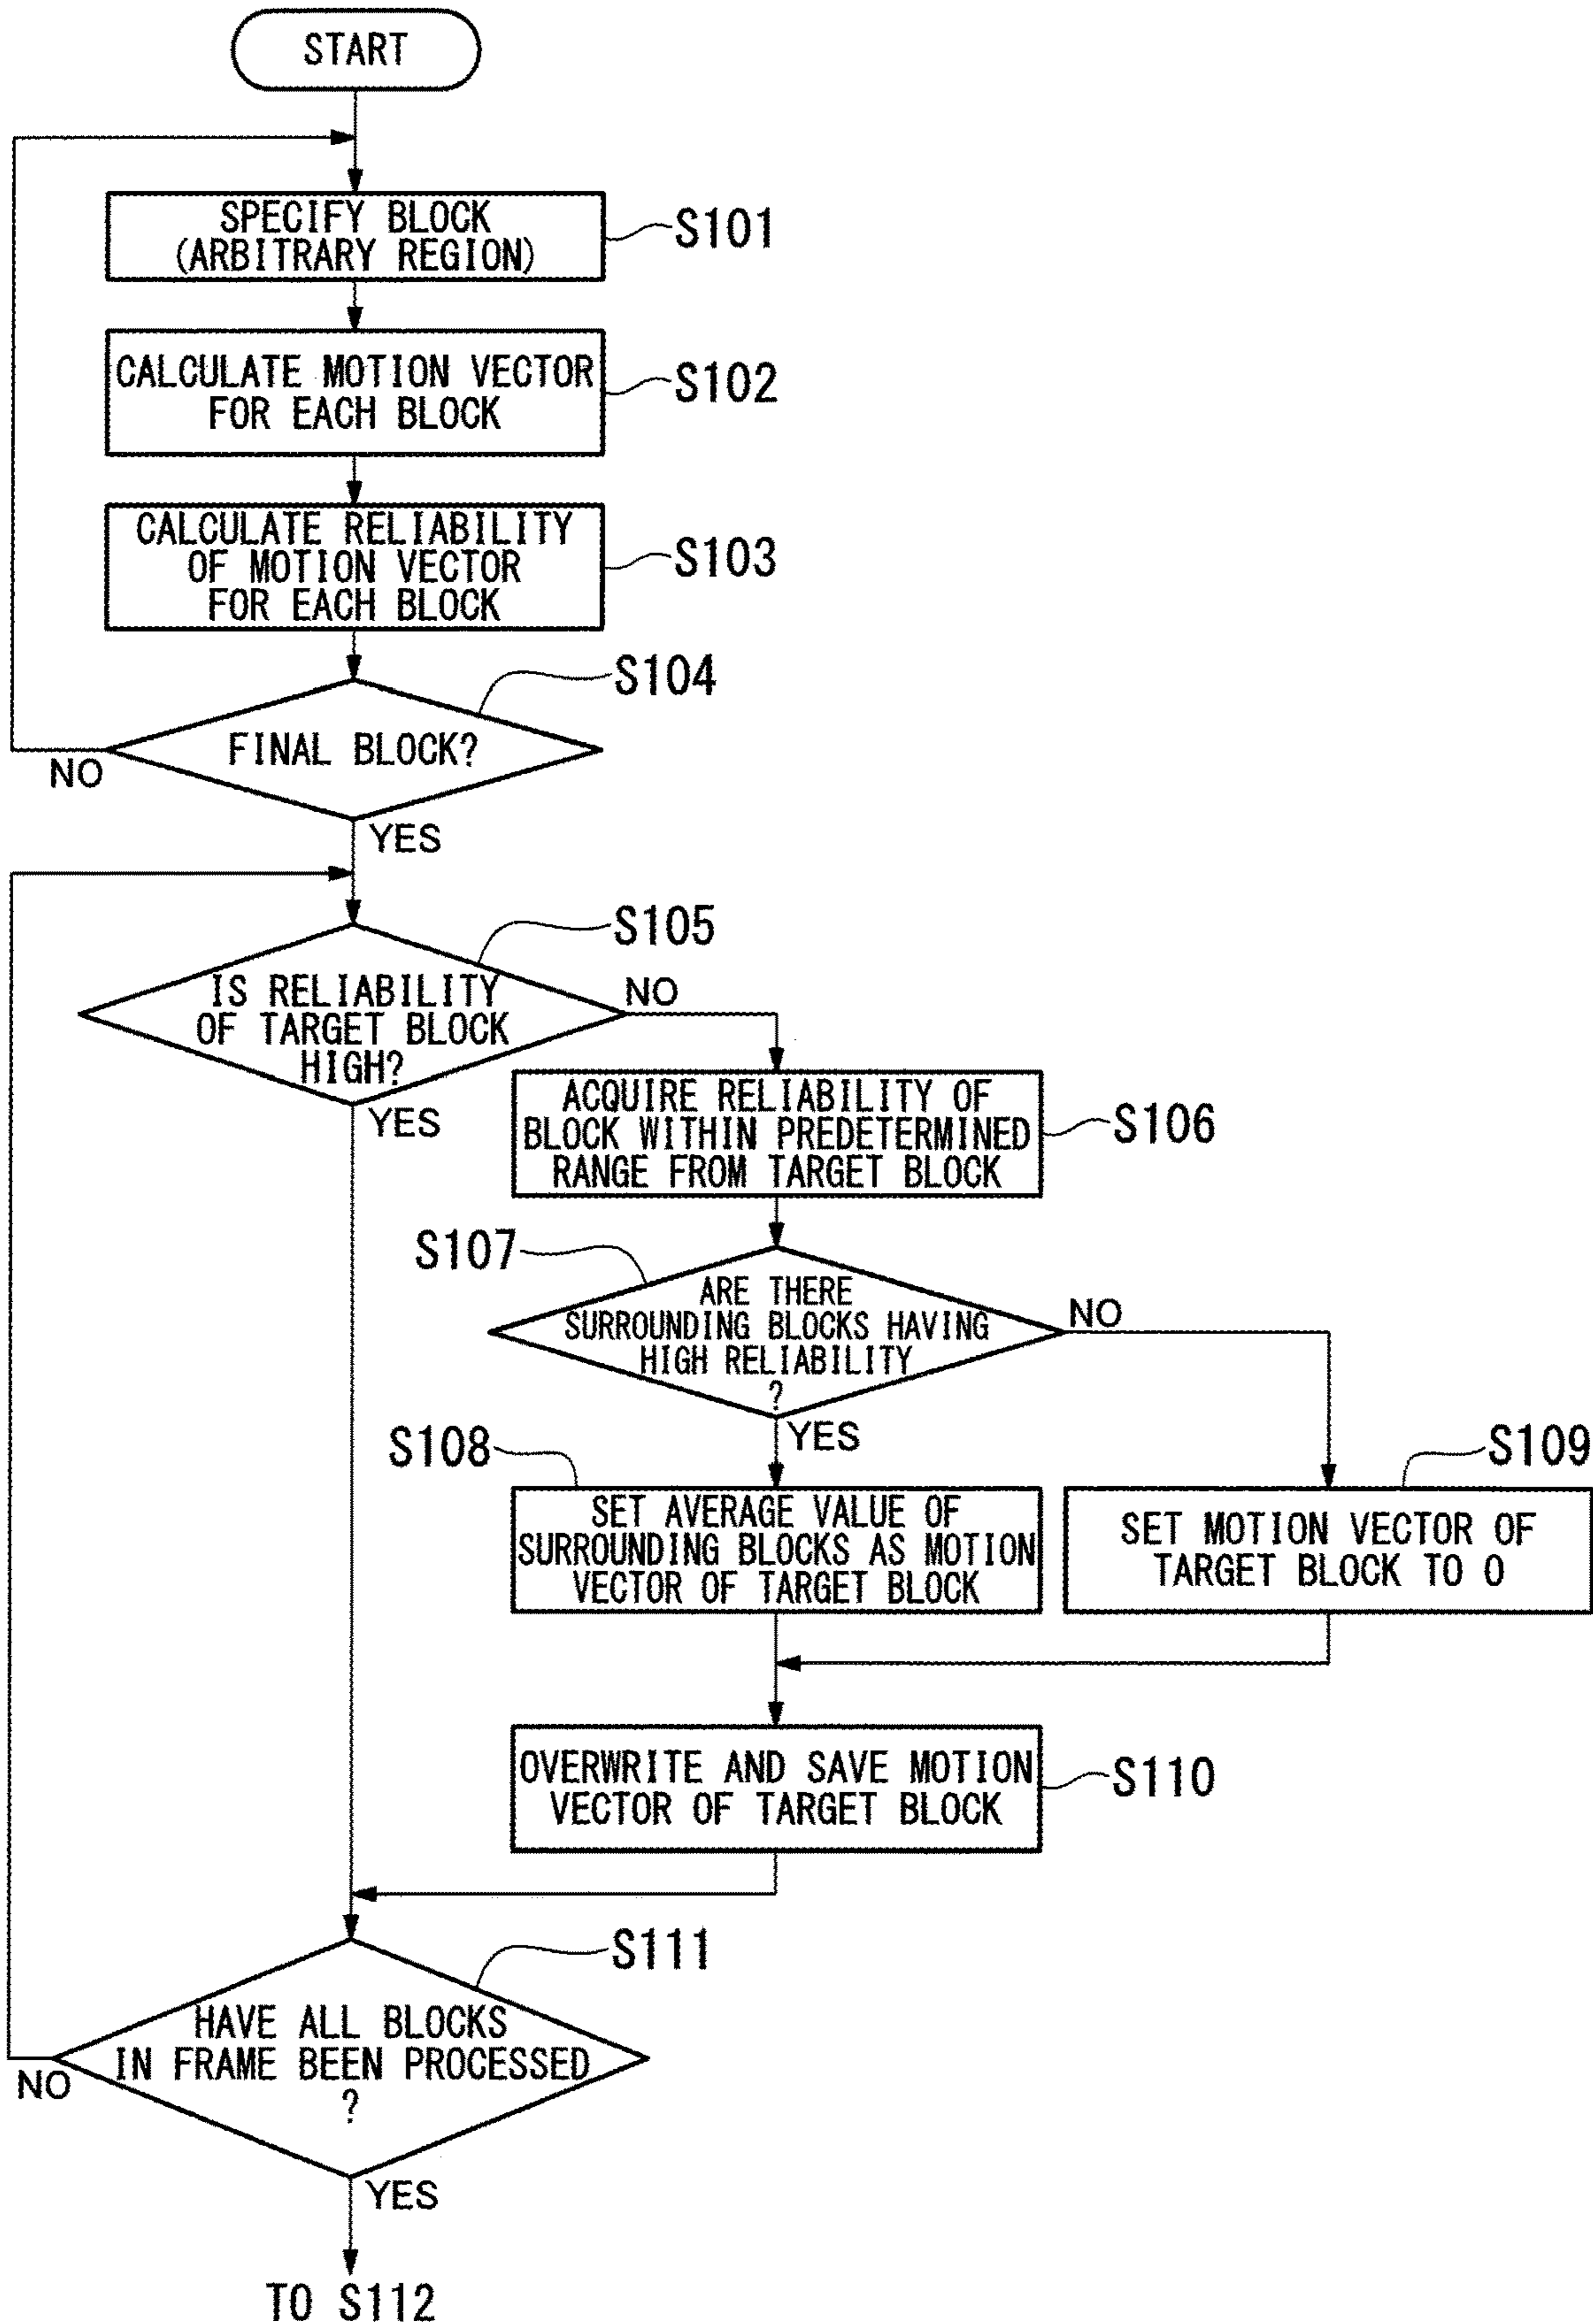 START
SPECIFY BLOCK
(ARBITRARY REGION)
S101
CALCULATE MOTION VECTOR
FOR EACH BLOCK
S102
CALCULATE RELIABILITY
OF MOTION VECTOR
FOR EACH BLOCK
S103
S104
FINAL BLOCK?
NO
YES
S105
IS RELIABILITY
OF TARGET BLOCK
HIGH?
NO
YES
ACQUIRE RELIABILITY OF
BLOCK WITHIN PREDETERMINED
RANGE FROM TARGET BLOCK
S106
S107
ARE THERE
SURROUNDING BLOCKS HAVING
HIGH RELIABILITY
?
NO
YES
S108
SET AVERAGE VALUE OF
SURROUNDING BLOCKS AS MOTION
VECTOR OF TARGET BLOCK
S109
SET MOTION VECTOR OF
TARGET BLOCK TO 0
OVERWRITE AND SAVE MOTION
VECTOR OF TARGET BLOCK
S110
S111
HAVE ALL BLOCKS
IN FRAME BEEN PROCESSED
?
NO
YES
TO S112